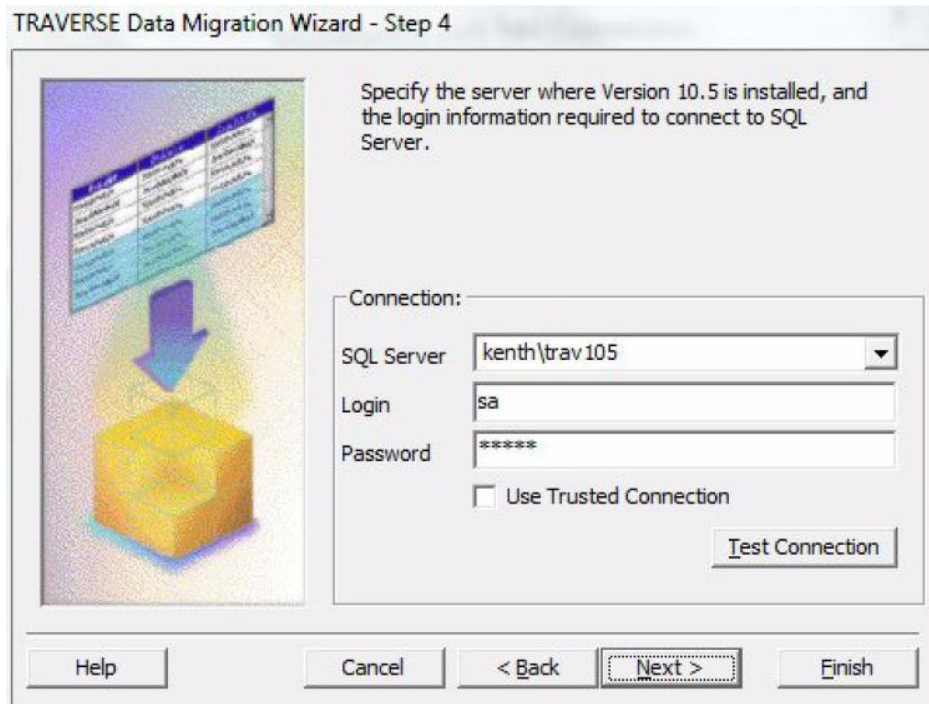 TRAVERSE Data Migration Wizard - Step 4
Specify the server where Version 10.5 is installed, and
the login information required to connect to SQL
Server.
Connection:
SQL Server kenth\trav105
Login sa
Password *****
Use Trusted Connection
Test Connection
Help Cancel < Back Next > Finish